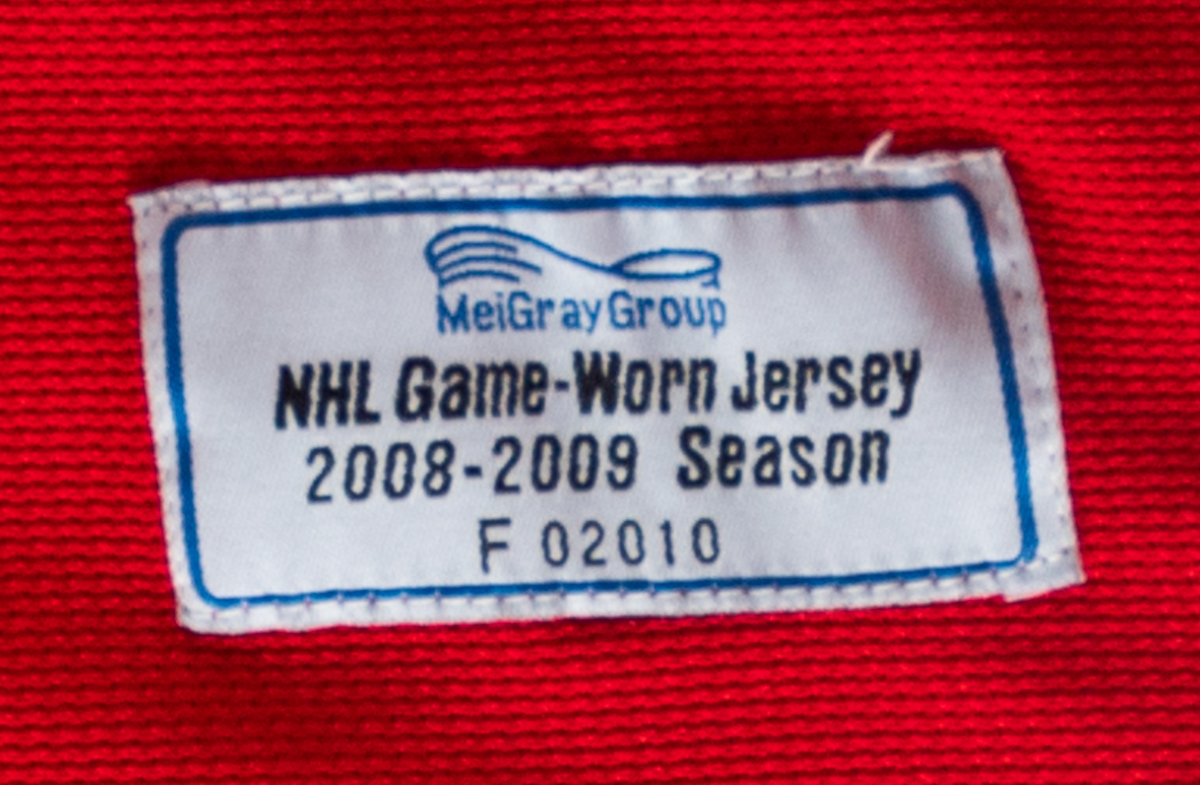 MeiGrayGroup
NHL Game-Worn Jersey
2008-2009 Season
F 02010